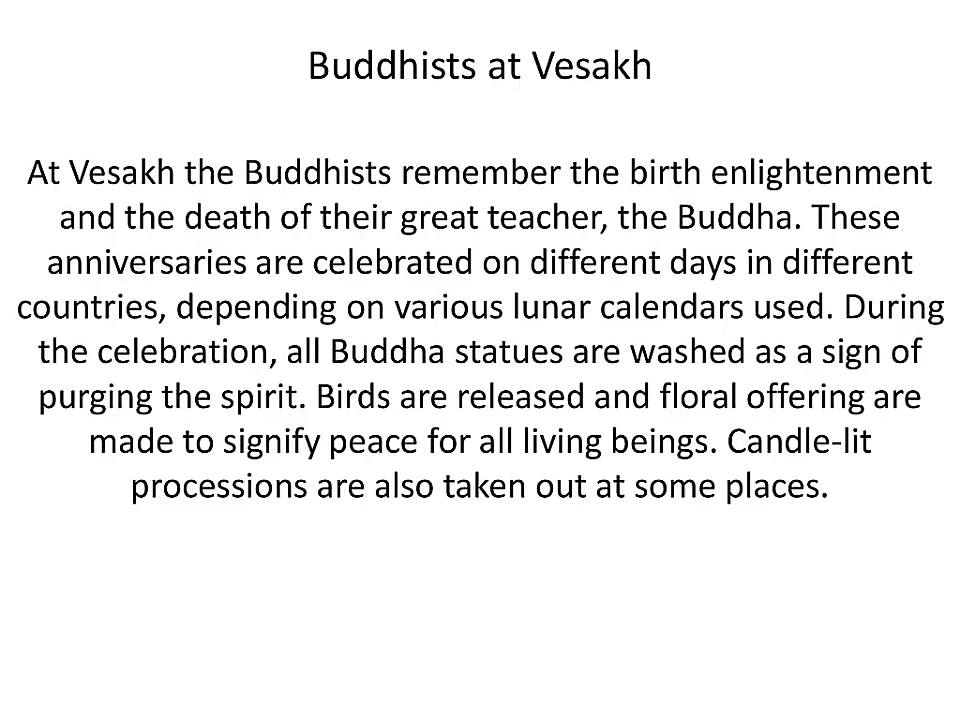 Buddhists at Vesakh
At Vesakh the Buddhists remember the birth enlightenment
and the death of their great teacher, the Buddha. These
anniversaries are celebrated on different days in different
countries, depending on various lunar calendars used. During
the celebration, all Buddha statues are washed as a sign of
purging the spirit. Birds are released and floral offering are
made to signify peace for all living beings. Candle-lit
processions are also taken out at some places.